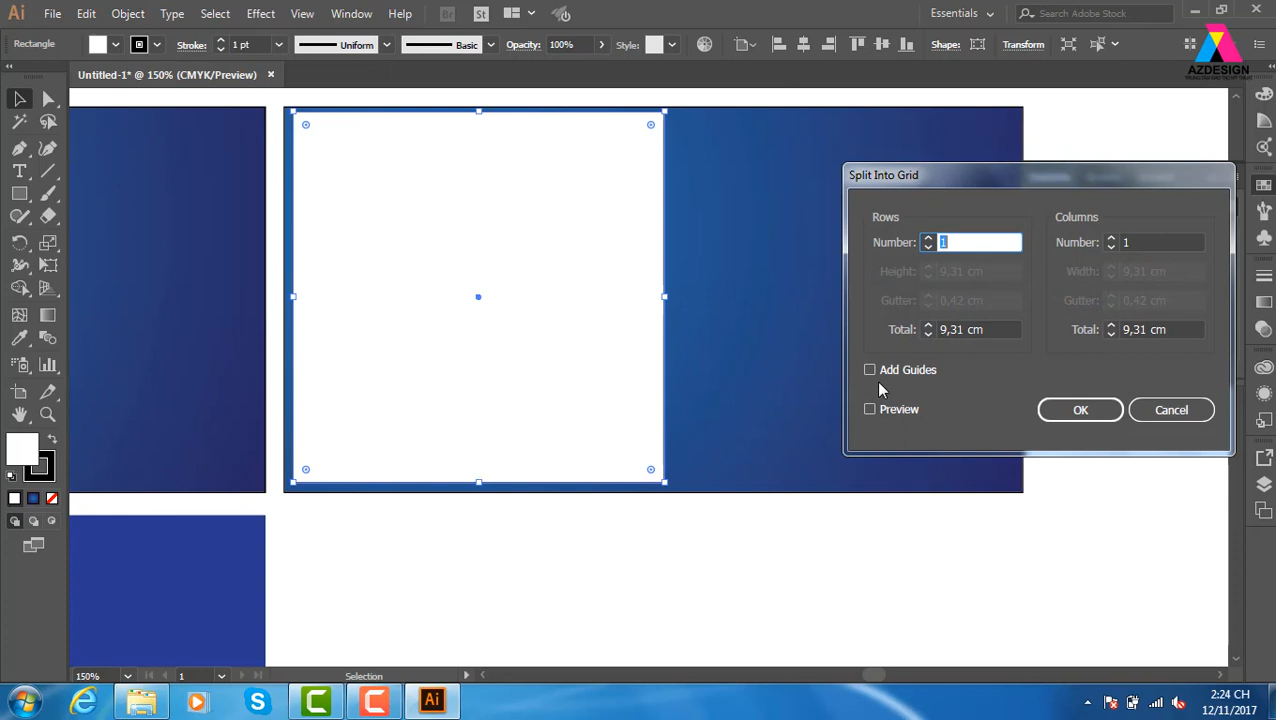 Ai File Edit Object Type Select Effect View Window Help Br St Essentials Search Adobe Stock
Rectangle Stroke: 1 pt Uniform Basic Opacity: 100% Style: Shape: Transform
AZDESIGN
Untitled-1* @ 150% (CMYK/Preview)
Split Into Grid
Rows Columns
Number: 1 Number: 1
Height: 9,31 cm Width: 9,31 cm
Gutter: 0,42 cm Gutter: 0,42 cm
Total: 9,31 cm Total: 9,31 cm
Add Guides
Preview OK Cancel
150% 1 Selection
Ai
2:24 CH
12/11/2017